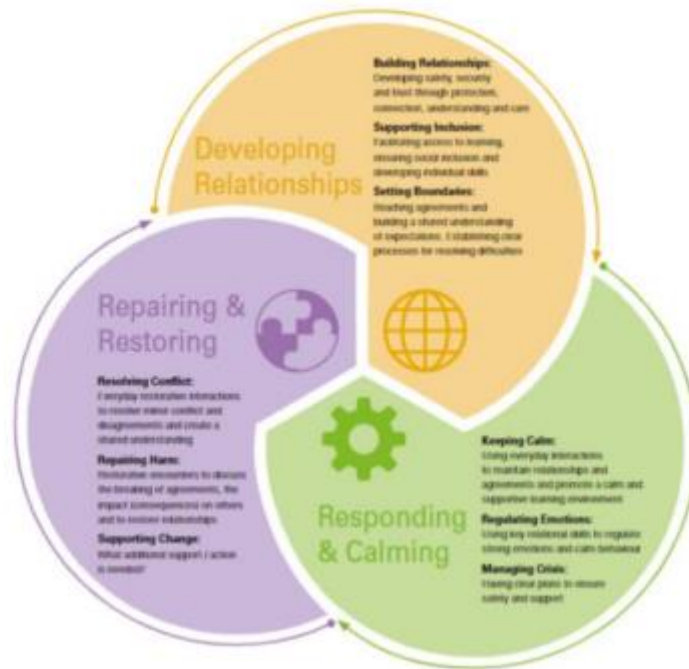 Developing
Relationships
Building Relationships:
Developing safety, security
and trust through protection,
connection, understanding and care
Supporting Inclusion:
Facilitating access to learning,
ensuring social inclusion and
developing individual skills
Setting Boundaries:
Reaching agreements and
building a shared understanding
of expectations. Establishing clear
processes for resolving difficulties
Repairing &
Restoring
Resolving Conflict:
Everyday restorative interactions
to resolve minor conflict and
disagreements and create a
shared understanding
Repairing Harm:
Restorative encounters to discuss
the breaking of agreements, the
impact (consequences) on others
and to restore relationships
Supporting Change:
What additional support / action
is needed?
Responding
& Calming
Keeping Calm:
Using everyday interactions
to maintain relationships and
agreements and promote a calm and
supportive learning environment
Regulating Emotions:
Using key relational skills to regulate
strong emotions and calm behaviour
Managing Crisis:
Having clear plans to ensure
safety and support